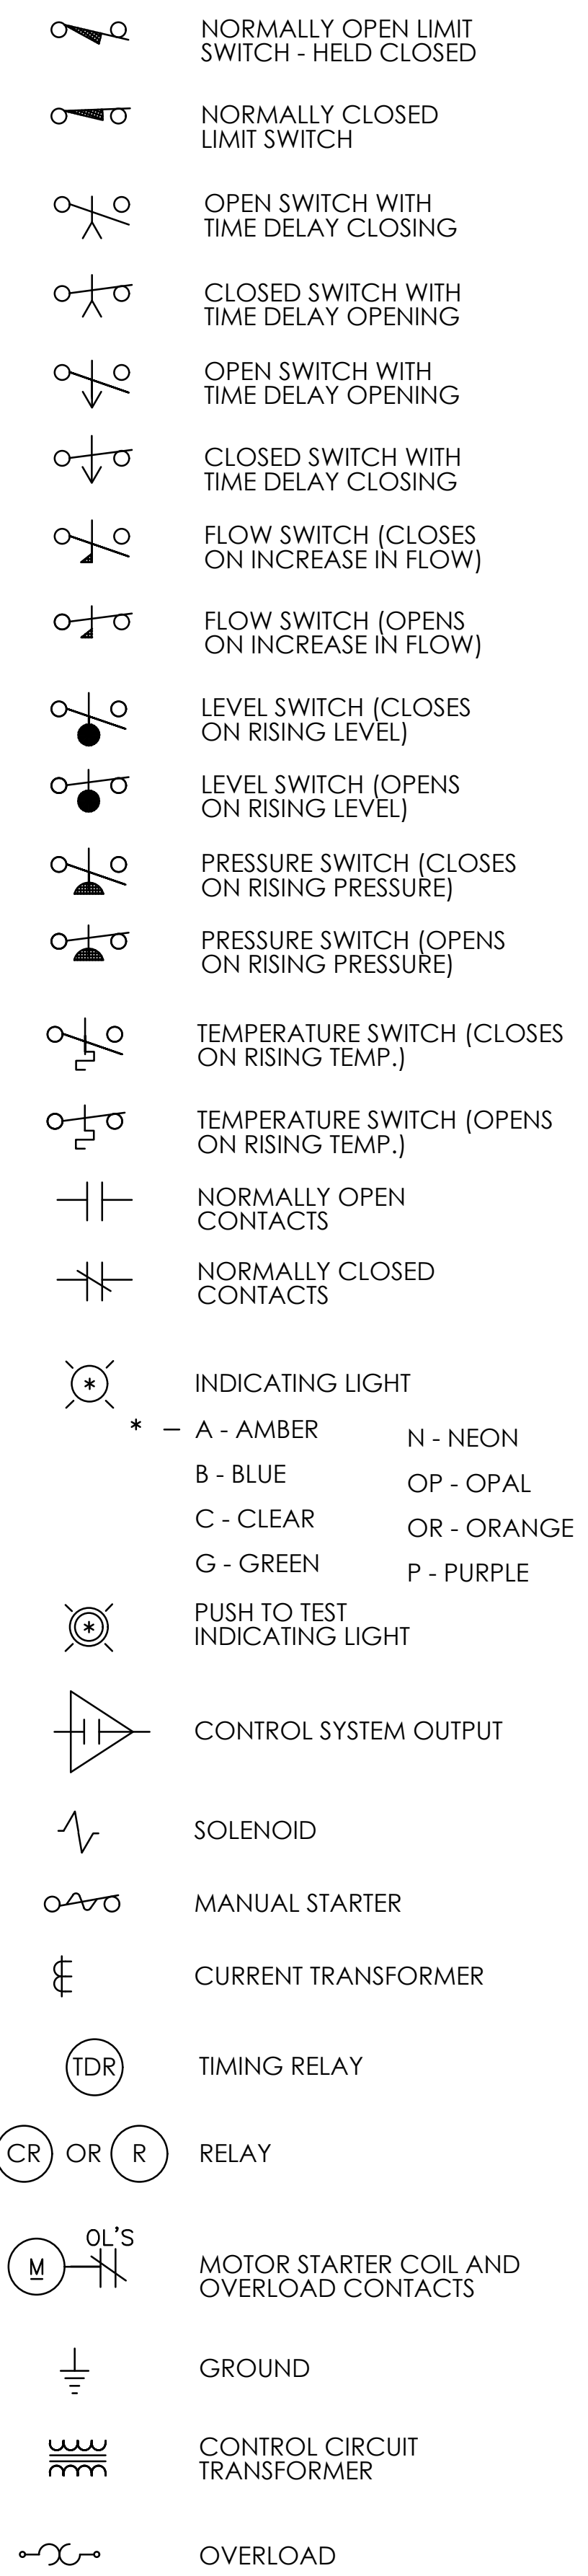 NORMALLY OPEN LIMIT
SWITCH - HELD CLOSED
NORMALLY CLOSED
LIMIT SWITCH
OPEN SWITCH WITH
TIME DELAY CLOSING
CLOSED SWITCH WITH
TIME DELAY OPENING
OPEN SWITCH WITH
TIME DELAY OPENING
CLOSED SWITCH WITH
TIME DELAY CLOSING
FLOW SWITCH (CLOSES
ON INCREASE IN FLOW)
FLOW SWITCH (OPENS
ON INCREASE IN FLOW)
LEVEL SWITCH (CLOSES
ON RISING LEVEL)
LEVEL SWITCH (OPENS
ON RISING LEVEL)
PRESSURE SWITCH (CLOSES
ON RISING PRESSURE)
PRESSURE SWITCH (OPENS
ON RISING PRESSURE)
TEMPERATURE SWITCH (CLOSES
ON RISING TEMP.)
TEMPERATURE SWITCH (OPENS
ON RISING TEMP.)
NORMALLY OPEN
CONTACTS
NORMALLY CLOSED
CONTACTS
* INDICATING LIGHT
* – A - AMBER
B - BLUE
C - CLEAR
G - GREEN
N - NEON
OP - OPAL
OR - ORANGE
P - PURPLE
* PUSH TO TEST
INDICATING LIGHT
CONTROL SYSTEM OUTPUT
SOLENOID
MANUAL STARTER
CURRENT TRANSFORMER
TDR TIMING RELAY
CR OR R RELAY
OL'S
M MOTOR STARTER COIL AND
OVERLOAD CONTACTS
GROUND
CONTROL CIRCUIT
TRANSFORMER
OVERLOAD